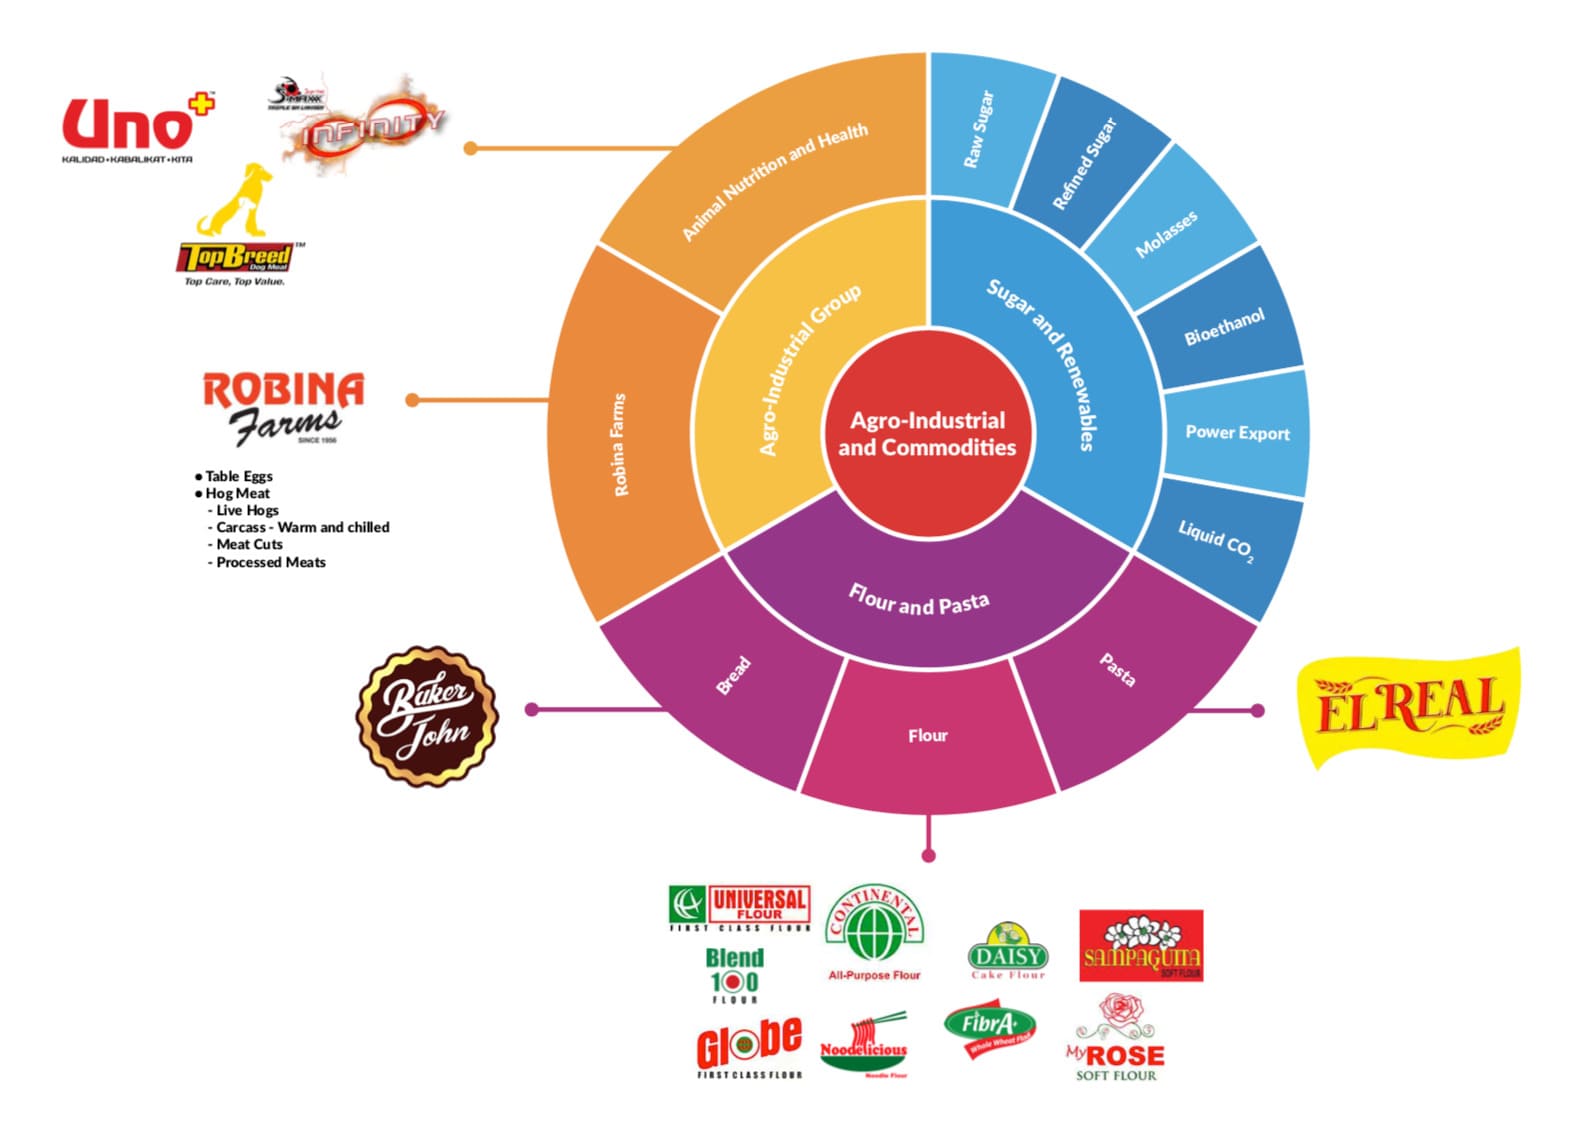 Uno+
KALIDAD•KABALIKAT•KITA
S-MAXX
INFINITY
TopBreed™
Dog Meal
Top Care, Top Value.
ROBINA
Farms
SINCE 1956
• Table Eggs
• Hog Meat
- Live Hogs
- Carcass - Warm and chilled
- Meat Cuts
- Processed Meats
Baker
John
Animal Nutrition and Health
Robina Farms
Agro-Industrial Group
Raw Sugar
Refined Sugar
Molasses
Bioethanol
Power Export
Liquid CO₂
Sugar and Renewables
Agro-Industrial
and Commodities
Flour and Pasta
Bread
Flour
Pasta
EL REAL
UNIVERSAL
FLOUR
FIRST CLASS FLOUR
CONTINENTAL
All-Purpose Flour
DAISY
Cake Flour
SAMPAGUITA
SOFT FLOUR
Blend
100
FLOUR
Globe
FIRST CLASS FLOUR
Noodelicious
Noodle Flour
FibrA+
Whole Wheat Flour
My ROSE
SOFT FLOUR